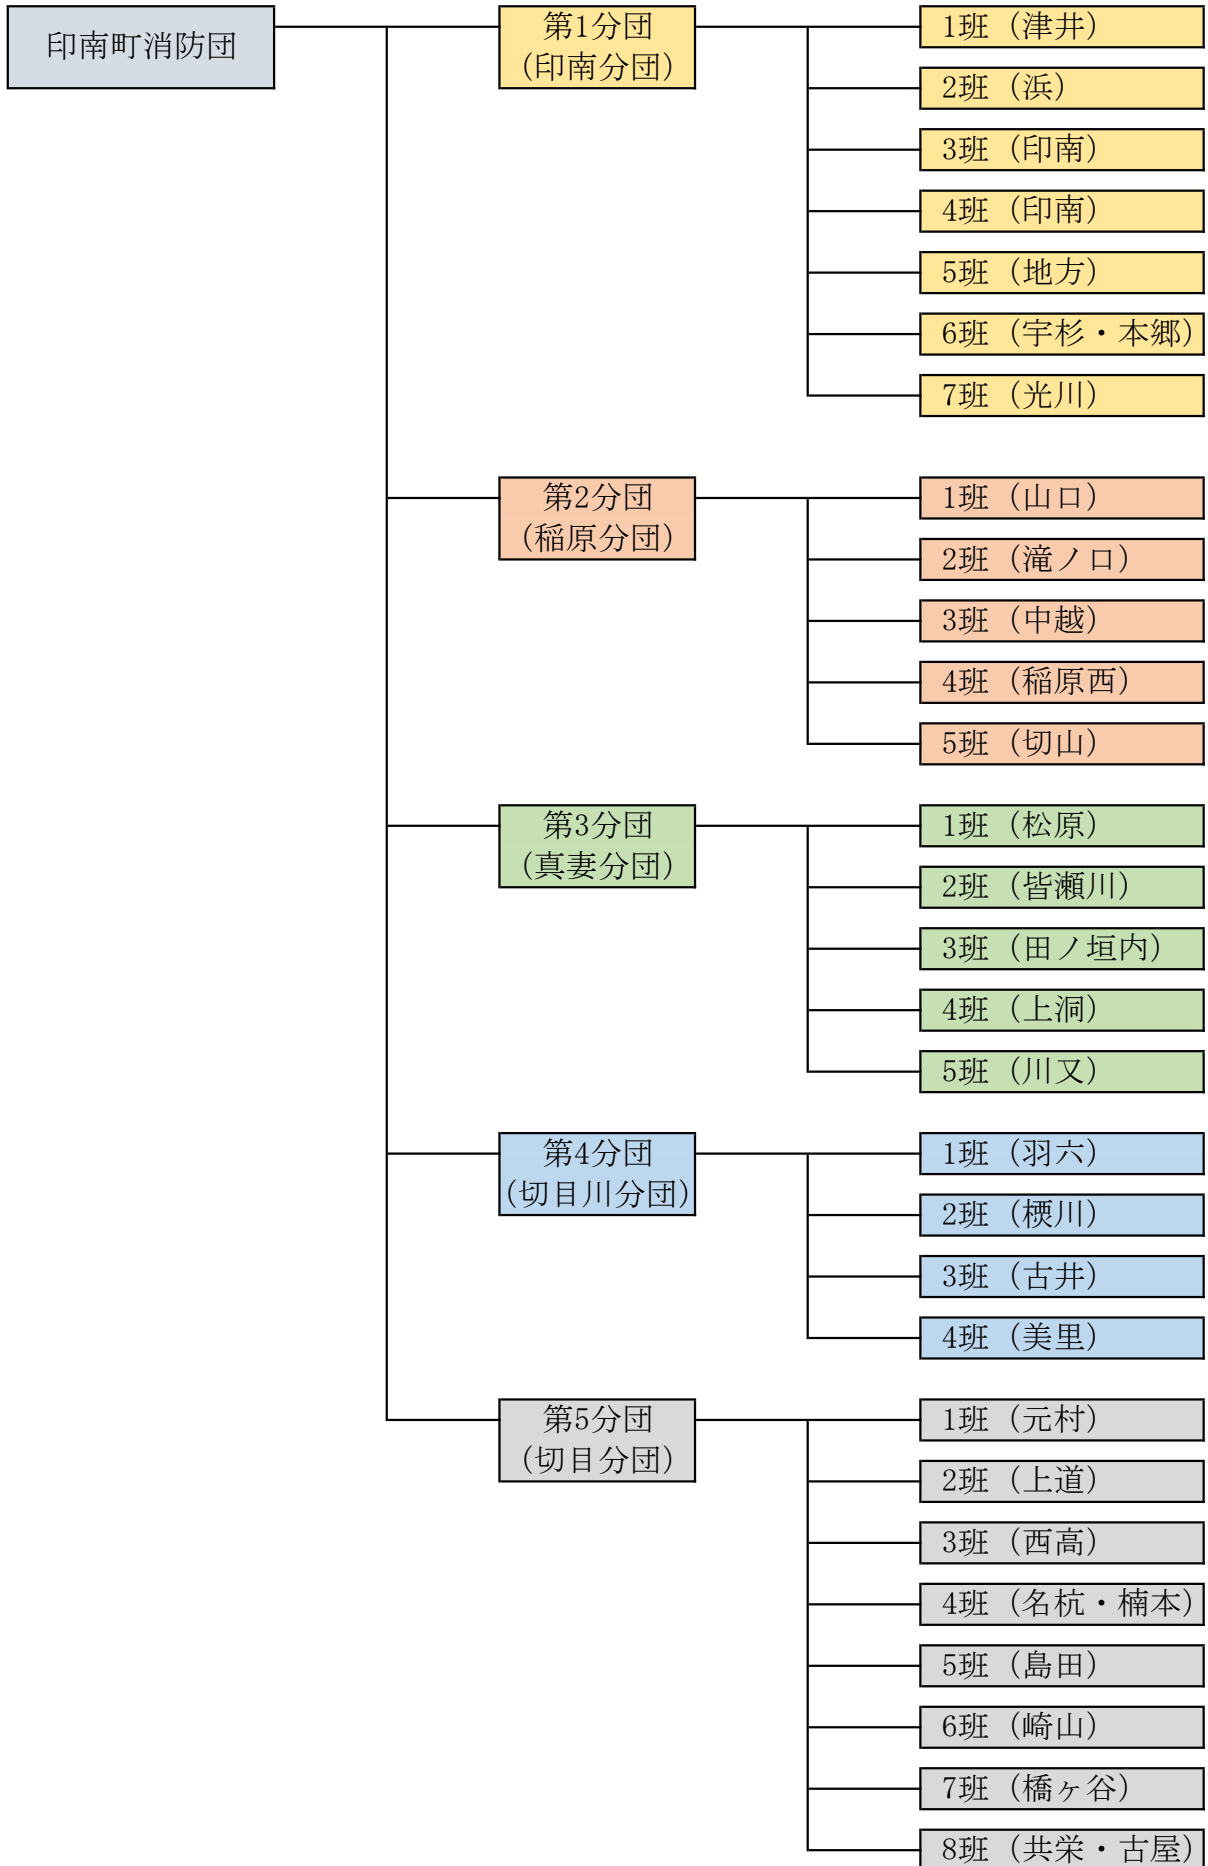 印南町消防団
第1分団
(印南分団)
1班（津井）
2班（浜）
3班（印南）
4班（印南）
5班（地方）
6班（宇杉・本郷）
7班（光川）
第2分団
(稲原分団)
1班（山口）
2班（滝ノ口）
3班（中越）
4班（稲原西）
5班（切山）
第3分団
(真妻分団)
1班（松原）
2班（皆瀬川）
3班（田ノ垣内）
4班（上洞）
5班（川又）
第4分団
(切目川分団)
1班（羽六）
2班（樮川）
3班（古井）
4班（美里）
第5分団
(切目分団)
1班（元村）
2班（上道）
3班（西高）
4班（名杭・楠本）
5班（島田）
6班（崎山）
7班（橋ヶ谷）
8班（共栄・古屋）